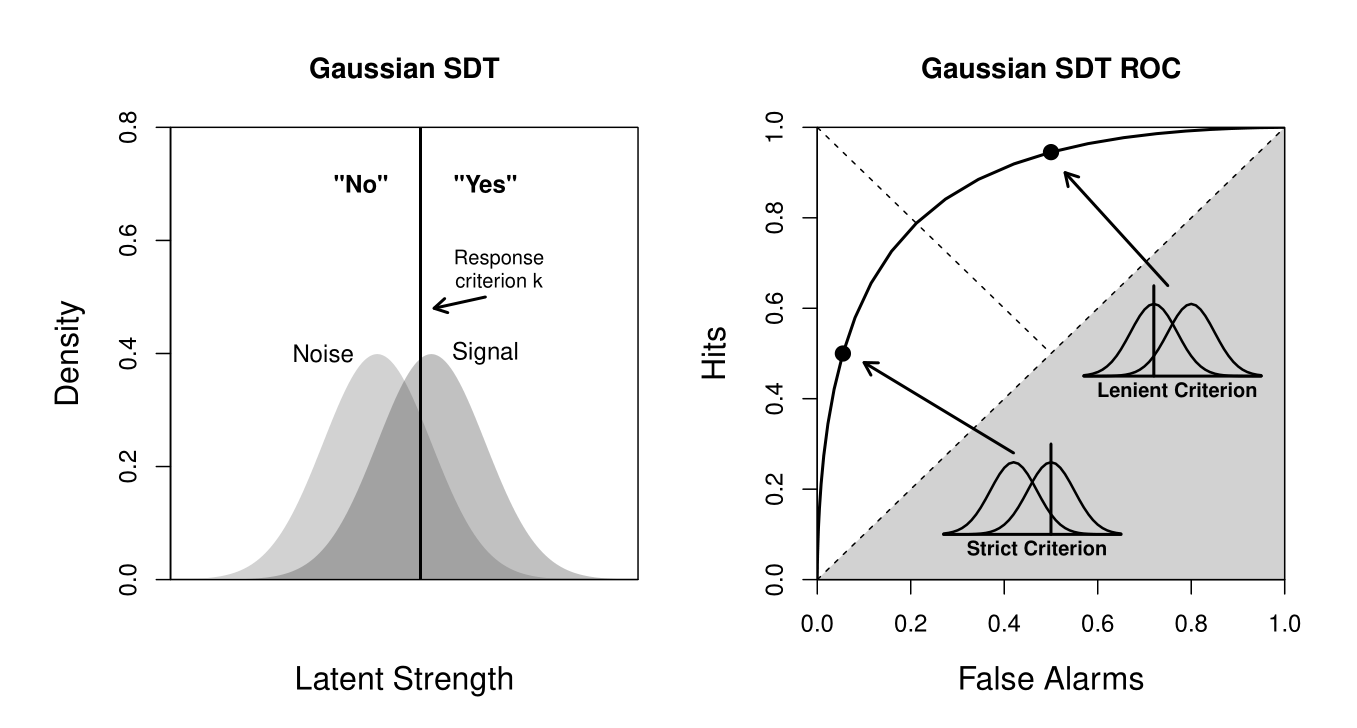 Gaussian SDT
0.8
0.6
0.4
0.2
0.0
Density
"No"
"Yes"
Response
criterion k
Noise
Signal
Latent Strength
Gaussian SDT ROC
1.0
0.8
0.6
0.4
0.2
0.0
Hits
Lenient Criterion
Strict Criterion
0.0 0.2 0.4 0.6 0.8 1.0
False Alarms